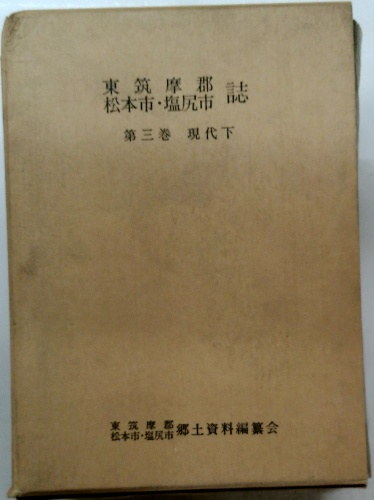 東筑摩郡
松本市・塩尻市 誌
第三巻 現代下
東筑摩郡
松本市・塩尻市 郷土資料編纂会